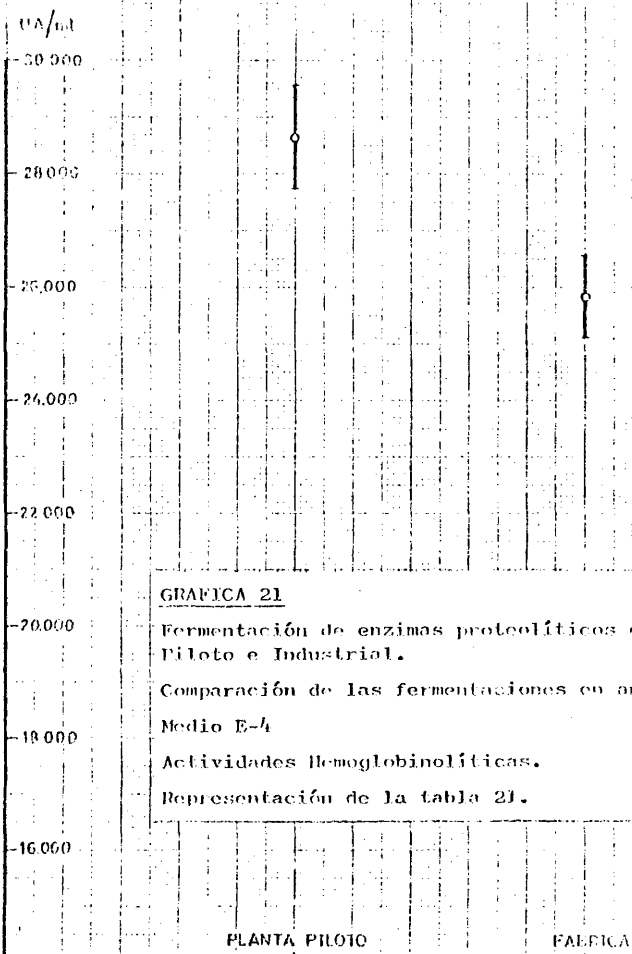 UA/ml
30.000
28.000
26.000
24.000
22.000
20.000
18.000
16.000
GRAFICA 21
Fermentación de enzimas proteolíticos
Piloto e Industrial.
Comparación de las fermentaciones en
Medio E-4
Actividades Hemoglobinolíticas.
Representación de la tabla 21.
PLANTA PILOTO FABRICA